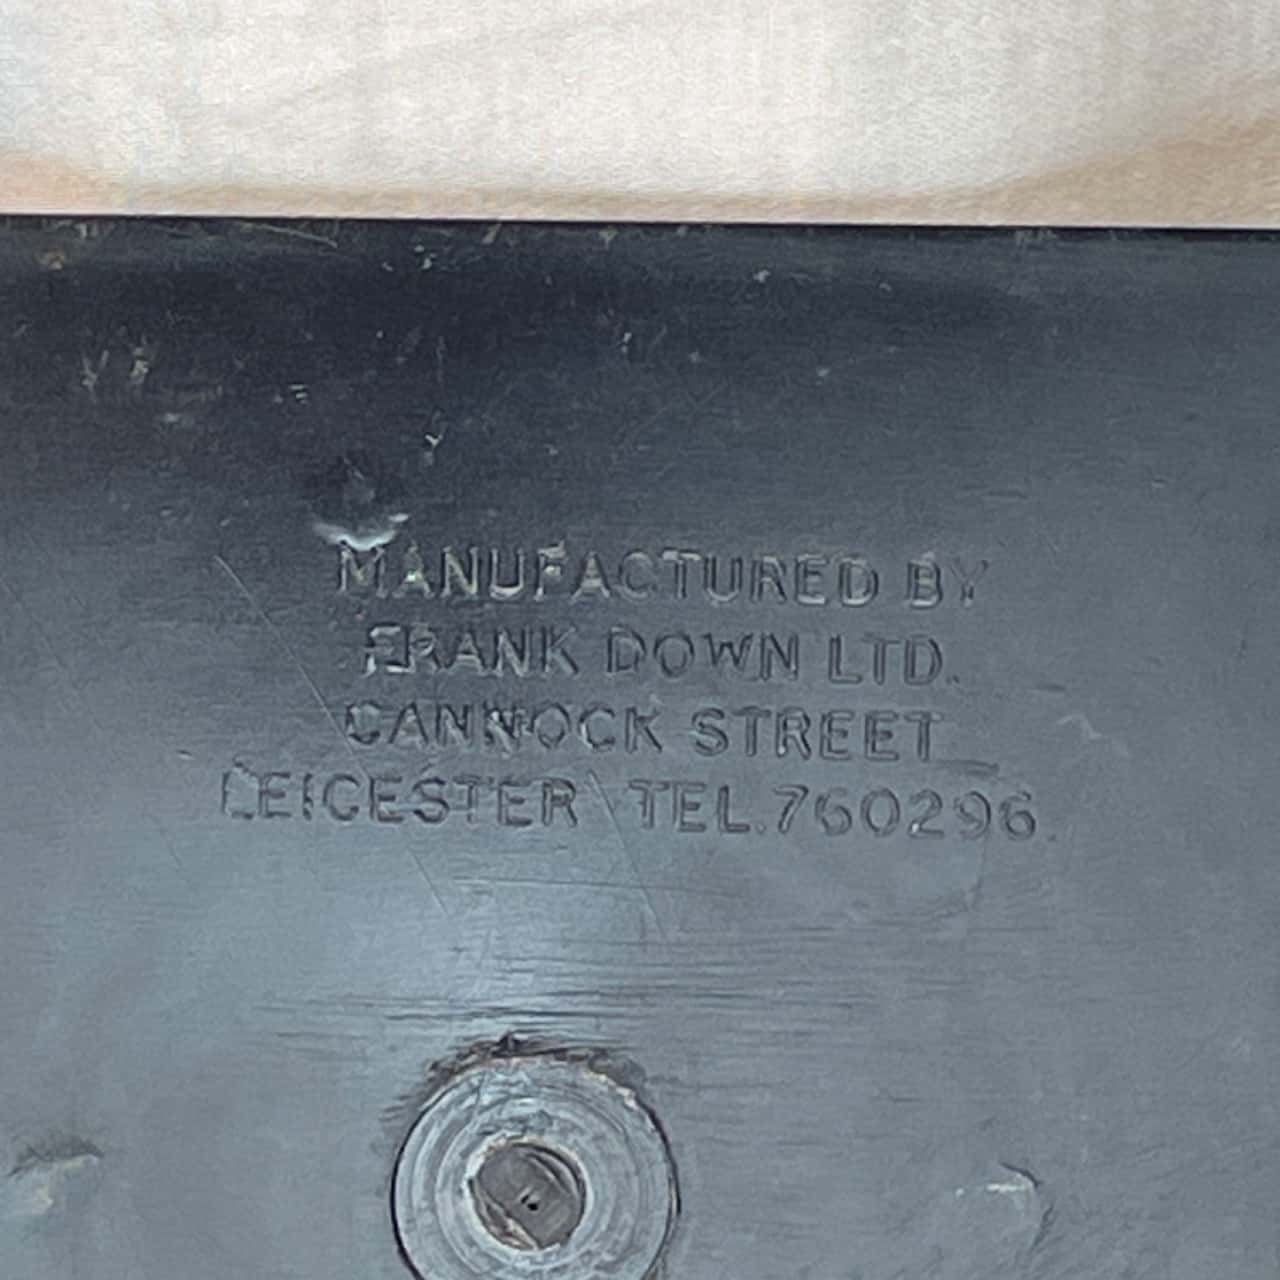 MANUFACTURED BY
FRANK DOWN LTD.
CANNOCK STREET
LEICESTER TEL.760296.